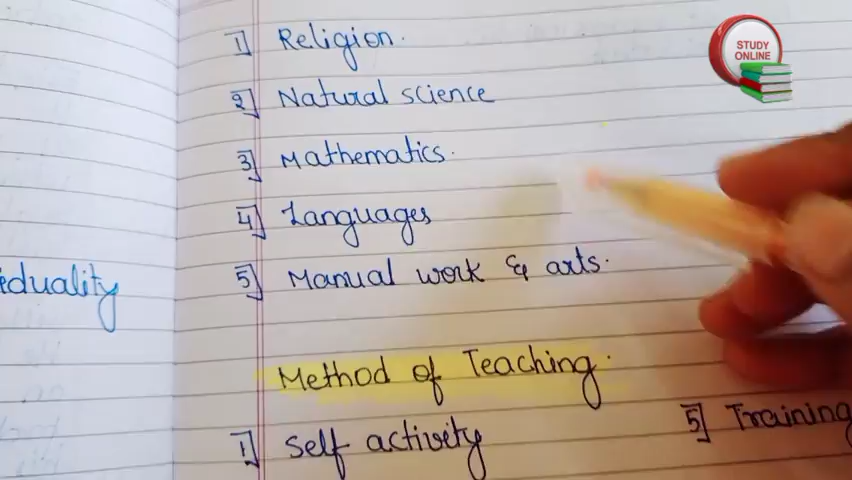 STUDY
ONLINE
1] Religion.
2] Natural science
3] Mathematics.
4] Languages
5] Manual work & arts.
eduality
Method of Teaching.
1] Self activity
5] Training